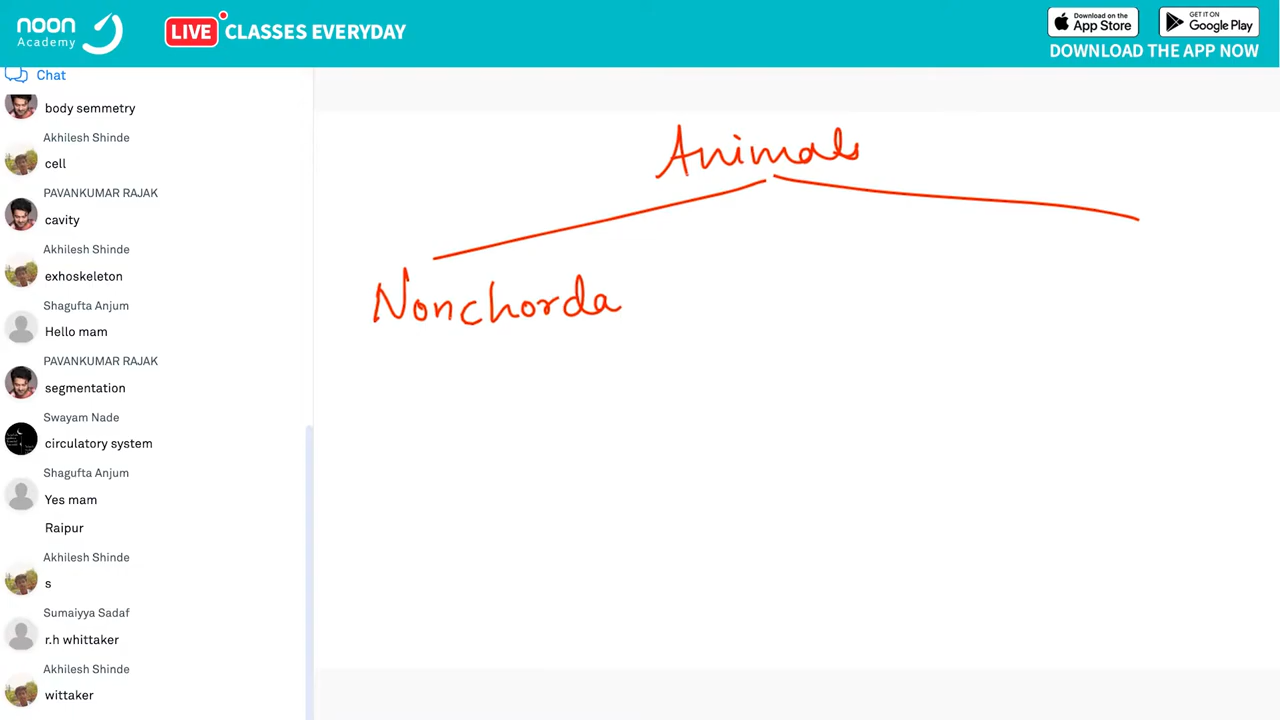 noon
Academy
LIVE CLASSES EVERYDAY
Download on the
App Store
GET IT ON
Google Play
DOWNLOAD THE APP NOW
Chat
body semmetry
Akhilesh Shinde
cell
PAVANKUMAR RAJAK
cavity
Akhilesh Shinde
exhoskeleton
Shagufta Anjum
Hello mam
PAVANKUMAR RAJAK
segmentation
Swayam Nade
circulatory system
Shagufta Anjum
Yes mam
Raipur
Akhilesh Shinde
s
Sumaiyya Sadaf
r.h whittaker
Akhilesh Shinde
wittaker
Animals
Nonchorda